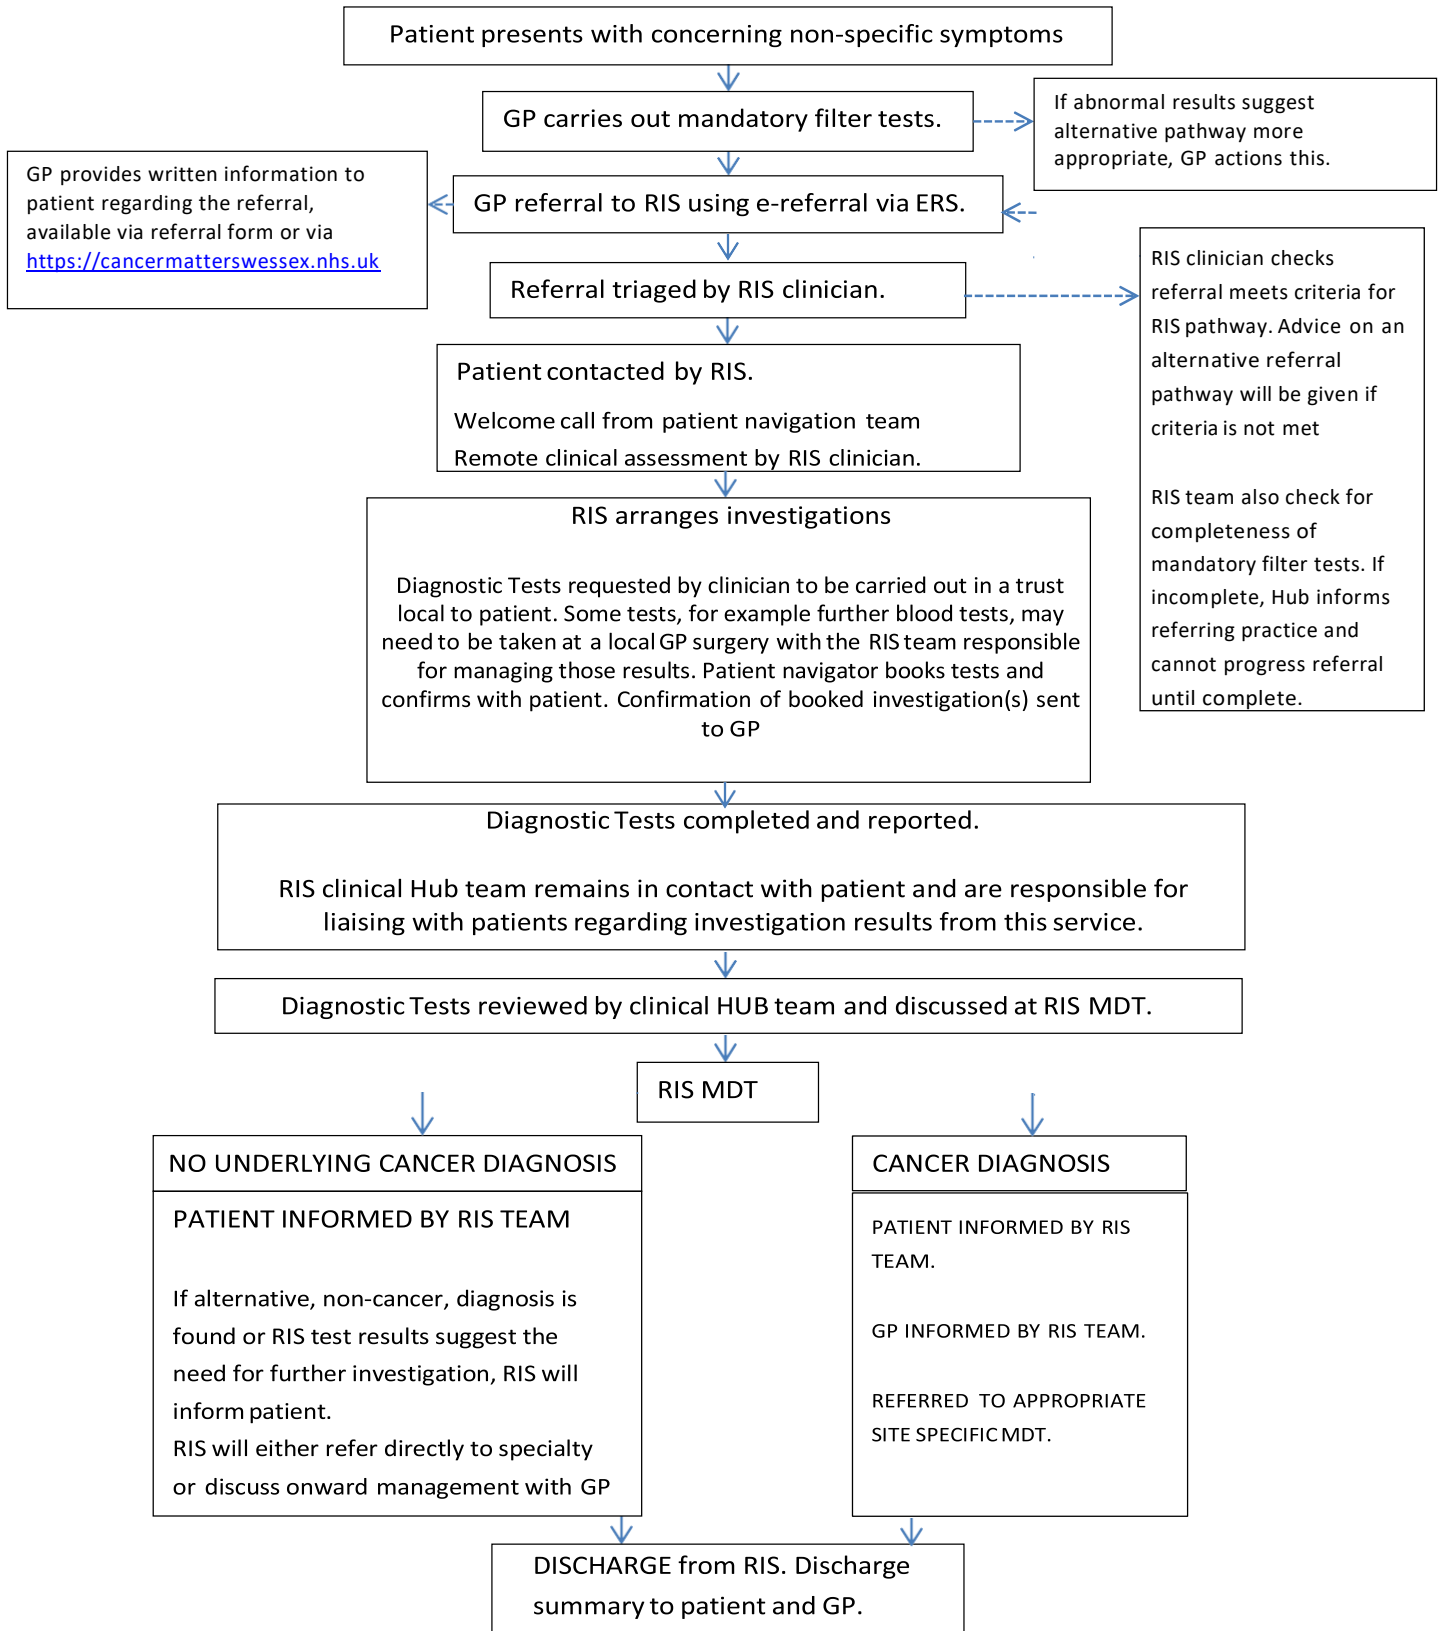 Patient presents with concerning non-specific symptoms
GP carries out mandatory filter tests.
If abnormal results suggest
alternative pathway more
appropriate, GP actions this.
GP provides written information to
patient regarding the referral,
available via referral form or via
https://cancermatterswessex.nhs.uk
GP referral to RIS using e-referral via ERS.
Referral triaged by RIS clinician.
RIS clinician checks
referral meets criteria for
RIS pathway. Advice on an
alternative referral
pathway will be given if
criteria is not met
RIS team also check for
completeness of
mandatory filter tests. If
incomplete, Hub informs
referring practice and
cannot progress referral
until complete.
Patient contacted by RIS.
Welcome call from patient navigation team
Remote clinical assessment by RIS clinician.
RIS arranges investigations
Diagnostic Tests requested by clinician to be carried out in a trust
local to patient. Some tests, for example further blood tests, may
need to be taken at a local GP surgery with the RIS team responsible
for managing those results. Patient navigator books tests and
confirms with patient. Confirmation of booked investigation(s) sent
to GP
Diagnostic Tests completed and reported.
RIS clinical Hub team remains in contact with patient and are responsible for
liaising with patients regarding investigation results from this service.
Diagnostic Tests reviewed by clinical HUB team and discussed at RIS MDT.
RIS MDT
NO UNDERLYING CANCER DIAGNOSIS
PATIENT INFORMED BY RIS TEAM
If alternative, non-cancer, diagnosis is
found or RIS test results suggest the
need for further investigation, RIS will
inform patient.
RIS will either refer directly to specialty
or discuss onward management with GP
CANCER DIAGNOSIS
PATIENT INFORMED BY RIS
TEAM.
GP INFORMED BY RIS TEAM.
REFERRED TO APPROPRIATE
SITE SPECIFIC MDT.
DISCHARGE from RIS. Discharge
summary to patient and GP.